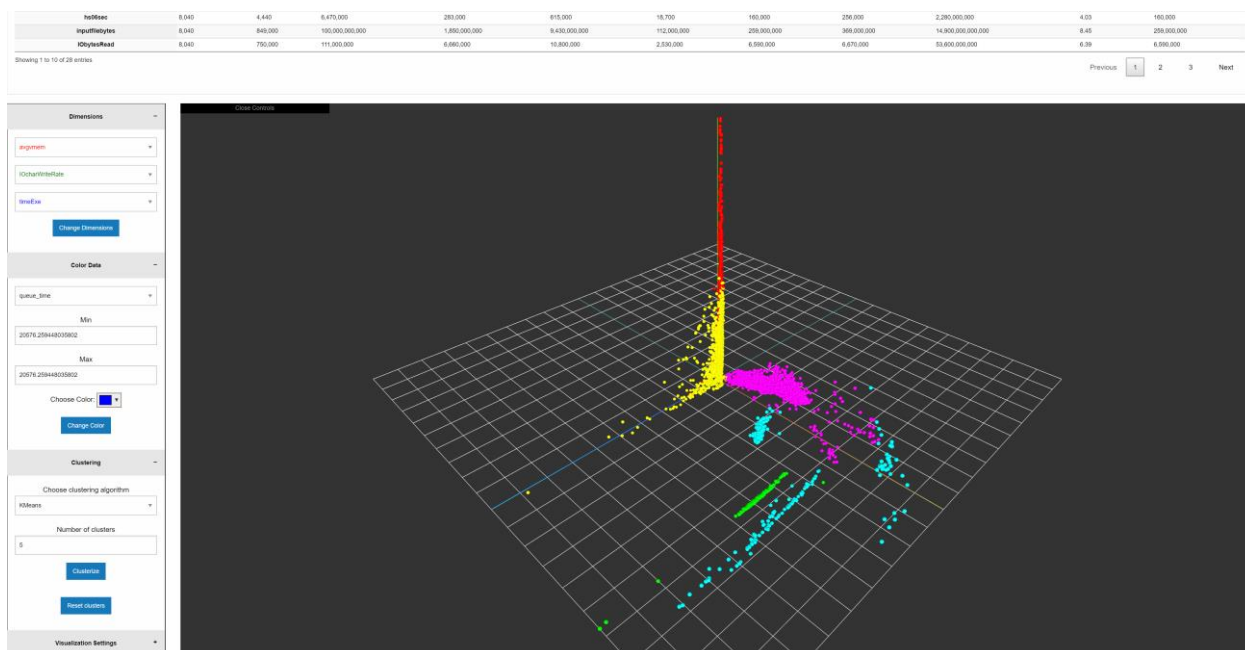 hs06sec 8,040 4,440 6,470,000 283,000 615,000 18,700 160,000 256,000 2,280,000,000 4.03 160,000
inputfilebytes 8,040 849,000 100,000,000,000 1,850,000,000 9,430,000,000 112,000,000 259,000,000 369,000,000 14,900,000,000,000 8.45 259,000,000
IObytesRead 8,040 750,000 111,000,000 6,660,000 10,800,000 2,530,000 6,590,000 6,670,000 53,600,000,000 6.39 6,590,000
Showing 1 to 10 of 28 entries
Previous 1 2 3 Next
Close Controls
Dimensions -
avgvmem
IOcharWriteRate
timeExe
Change Dimensions
Color Data -
queue_time
Min
20576.259448035802
Max
20576.259448035802
Choose Color:
Change Color
Clustering -
Choose clustering algorithm
KMeans
Number of clusters
5
Clusterize
Reset clusters
Visualization Settings +